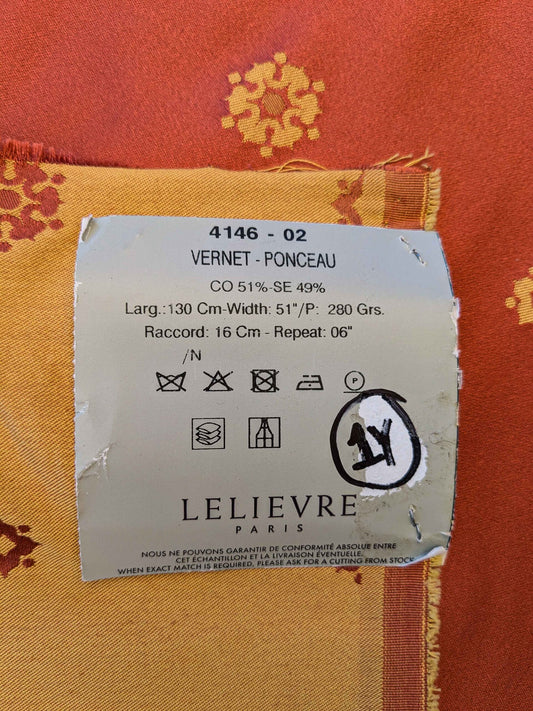 4146 - 02
VERNET - PONCEAU
CO 51%-SE 49%
Larg.:130 Cm-Width: 51"/P: 280 Grs.
Raccord: 16 Cm - Repeat: 06"
/N
P
1Y
LELIEVRE
PARIS
NOUS NE POUVONS GARANTIR DE CONFORMITÉ ABSOLUE ENTRE
CET ÉCHANTILLON ET LA LIVRAISON ÉVENTUELLE.
WHEN EXACT MATCH IS REQUIRED, PLEASE ASK FOR A CUTTING FROM STOCK